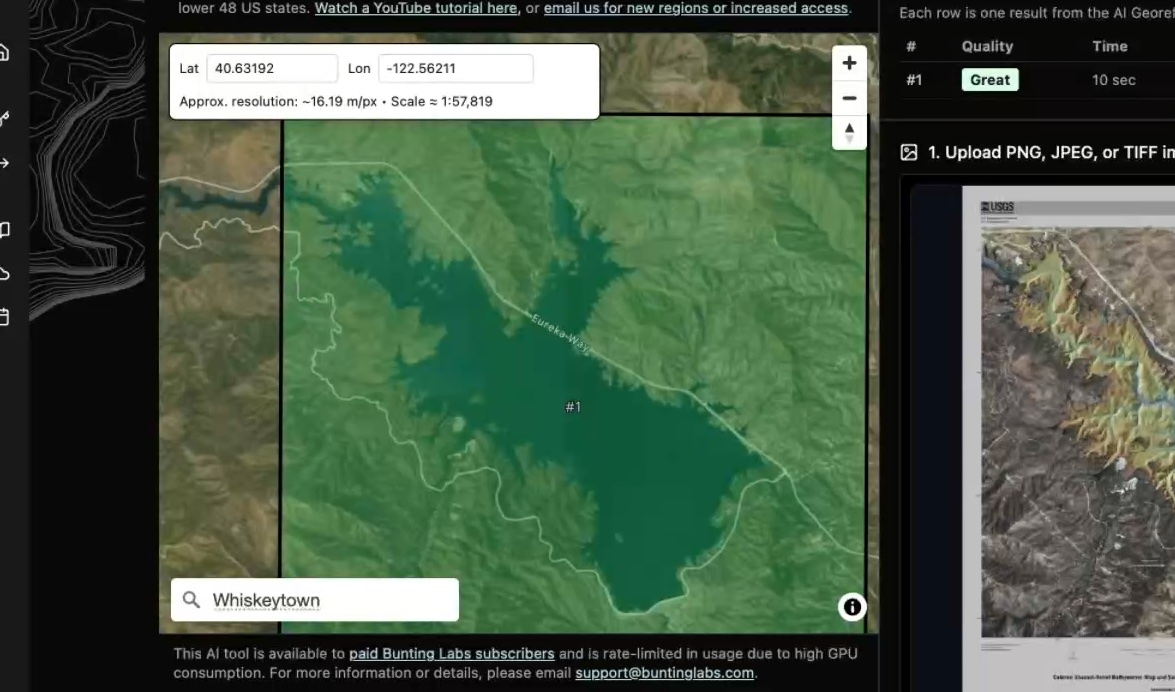 lower 48 US states. Watch a YouTube tutorial here, or email us for new regions or increased access.
Lat 40.63192 Lon -122.56211
Approx. resolution: ~16.19 m/px • Scale ≈ 1:57,819
Eureka Way
#1
Whiskeytown
This AI tool is available to paid Bunting Labs subscribers and is rate-limited in usage due to high GPU
consumption. For more information or details, please email support@buntinglabs.com.
Each row is one result from the AI Georef
# Quality Time
#1 Great 10 sec
1. Upload PNG, JPEG, or TIFF in
USGS